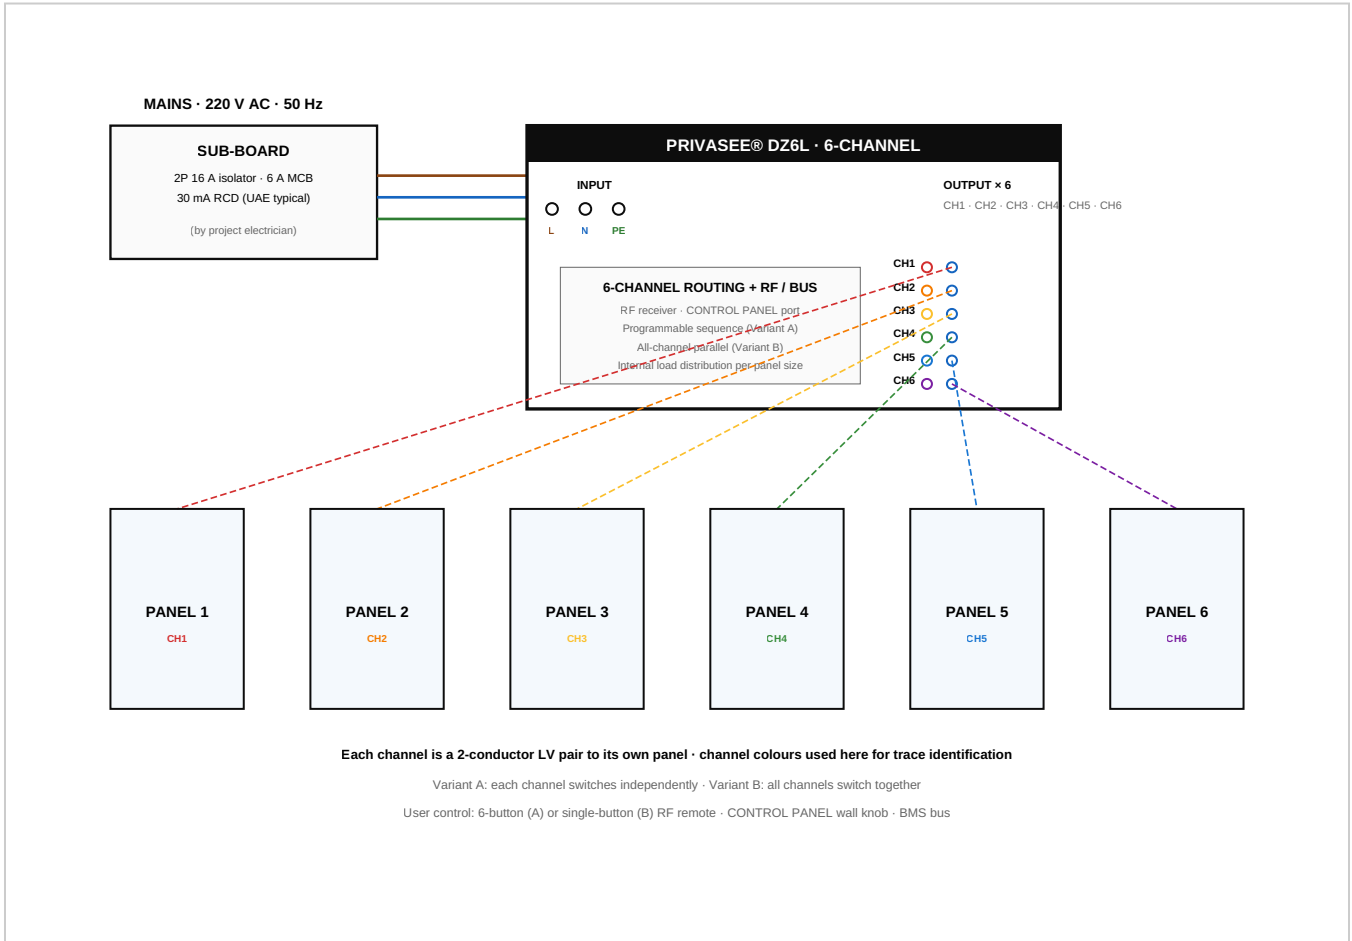 MAINS · 220 V AC · 50 Hz
SUB-BOARD
2P 16 A isolator · 6 A MCB
30 mA RCD (UAE typical)
(by project electrician)
PRIVASEE® DZ6L · 6-CHANNEL
INPUT
L N PE
OUTPUT × 6
CH1 · CH2 · CH3 · CH4 · CH5 · CH6
6-CHANNEL ROUTING + RF / BUS
RF receiver · CONTROL PANEL port
Programmable sequence (Variant A)
All-channel parallel (Variant B)
Internal load distribution per panel size
CH1
CH2
CH3
CH4
CH5
CH6
PANEL 1
CH1
PANEL 2
CH2
PANEL 3
CH3
PANEL 4
CH4
PANEL 5
CH5
PANEL 6
CH6
Each channel is a 2-conductor LV pair to its own panel · channel colours used here for trace identification
Variant A: each channel switches independently · Variant B: all channels switch together
User control: 6-button (A) or single-button (B) RF remote · CONTROL PANEL wall knob · BMS bus